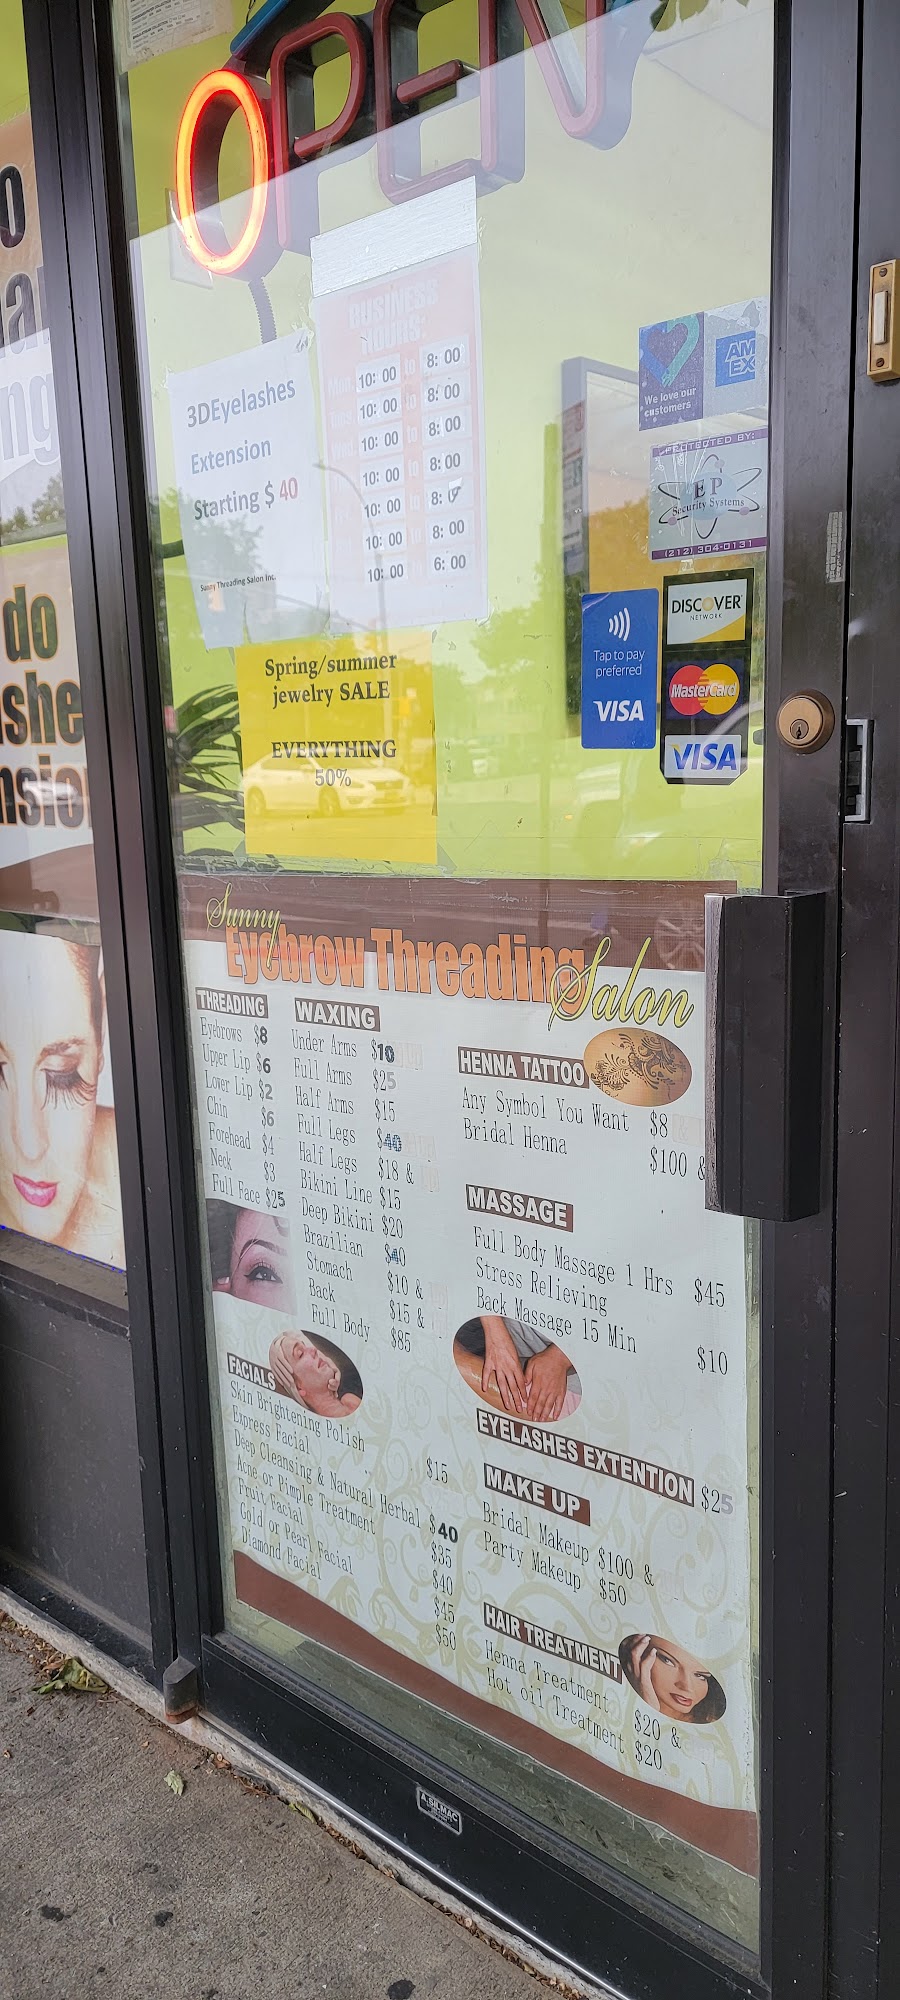 OPEN
BUSINESS
HOURS:
10:00 to 8:00
10:00 to 8:00
10:00 to 8:00
10:00 to 8:00
10:00 8:00
10:00 8:00
10:00 6:00
3DEyelashes
Extension
Starting $ 40
Sunny Threading Salon Inc.
Spring/summer
jewelry SALE
EVERYTHING
50%
We love our
customers
AM
EX
PROTECTED BY:
EP
Security Systems
(212) 304-0131
Tap to pay
preferred
VISA
DISCOVER
NETWORK
MasterCard
VISA
do
Sunny
Eyebrow Threading
Salon
THREADING
Eyebrows $8
Upper Lip $6
Lower Lip $2
Chin $6
Forehead $4
Neck $3
Full Face $25
WAXING
Under Arms $10
Full Arms $25
Half Arms $15
Full Legs $40
Half Legs $18 &
Bikini Line $15
Deep Bikini $20
Brazilian $40
Stomach $10 &
Back $15 &
Full Body $85
FACIALS
Skin Brightening Polish
Express Facial $15
Deep Cleansing & Natural Herbal $40
Acne or Pimple Treatment $35
Fruit Facial $40
Gold or Pearl Facial $45
Diamond Facial $50
HENNA TATTOO
Any Symbol You Want $8
Bridal Henna $100 &
MASSAGE
Full Body Massage 1 Hrs $45
Stress Relieving
Back Massage 15 Min $10
EYELASHES EXTENTION $25
MAKE UP
Bridal Makeup $100 &
Party Makeup $50
HAIR TREATMENT
Henna Treatment $20 &
Hot oil Treatment $20